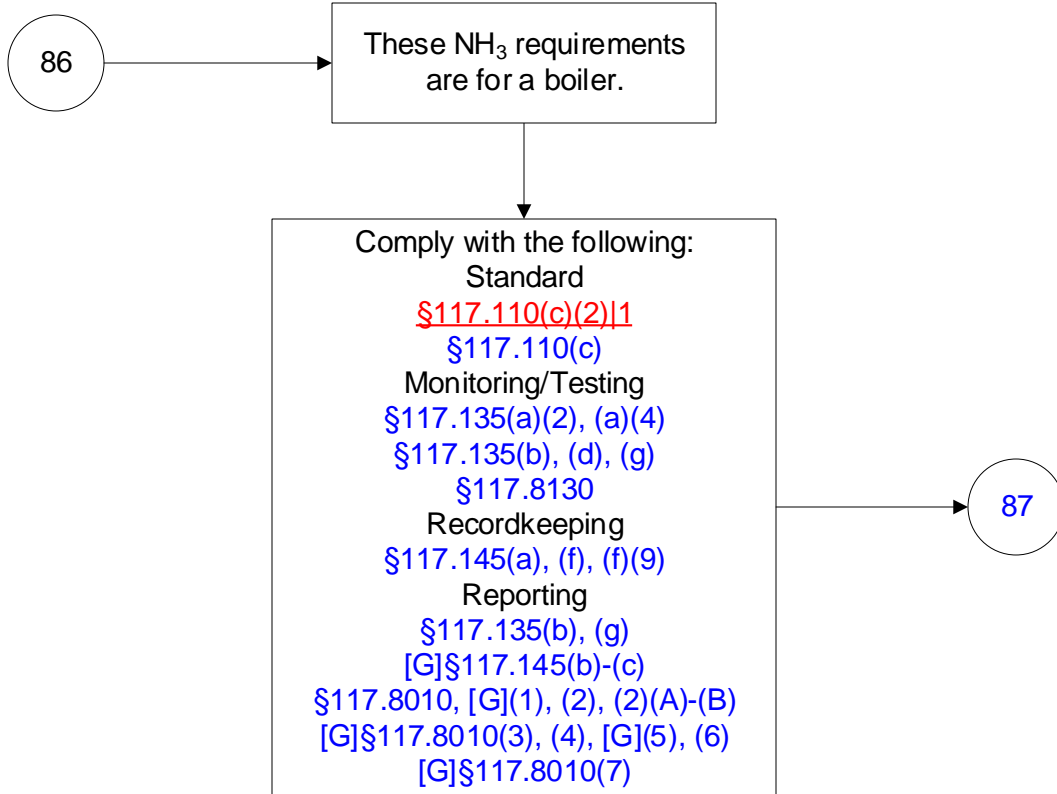 86
These NH₃ requirements
are for a boiler.
Comply with the following:
Standard
§117.110(c)(2)|1
§117.110(c)
Monitoring/Testing
§117.135(a)(2), (a)(4)
§117.135(b), (d), (g)
§117.8130
Recordkeeping
§117.145(a), (f), (f)(9)
Reporting
§117.135(b), (g)
[G]§117.145(b)-(c)
§117.8010, [G](1), (2), (2)(A)-(B)
[G]§117.8010(3), (4), [G](5), (6)
[G]§117.8010(7)
87